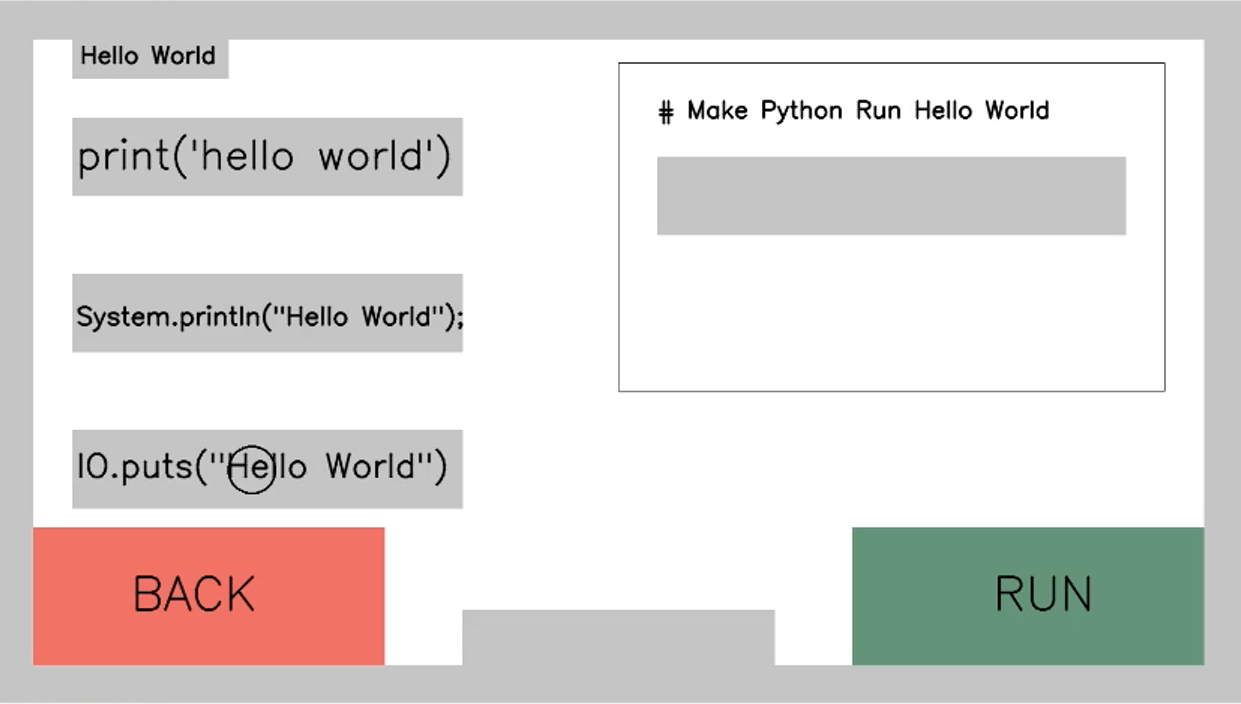 Hello World
print('hello world')
System.println("Hello World");
IO.puts("Hello World")
# Make Python Run Hello World
BACK
RUN